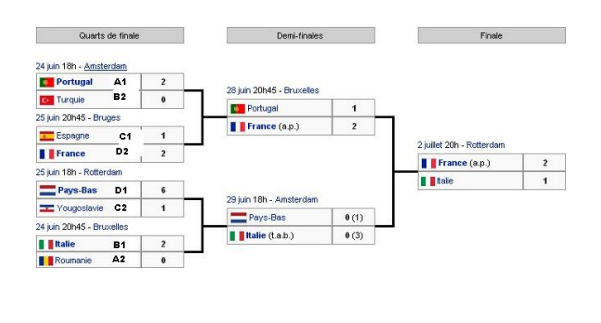 Quarts de finale
Demi-finales
Finale
24 juin 18h - Amsterdam
Portugal A1 2
Turquie B2 0
25 juin 20h45 - Bruges
Espagne C1 1
France D2 2
25 juin 18h - Rotterdam
Pays-Bas D1 6
Yougoslavie C2 1
24 juin 20h45 - Bruxelles
Italie B1 2
Roumanie A2 0
28 juin 20h45 - Bruxelles
Portugal 1
France (a.p.) 2
29 juin 18h - Amsterdam
Pays-Bas 0 (1)
Italie (t.a.b.) 0 (3)
2 juillet 20h - Rotterdam
France (a.p.) 2
Italie 1